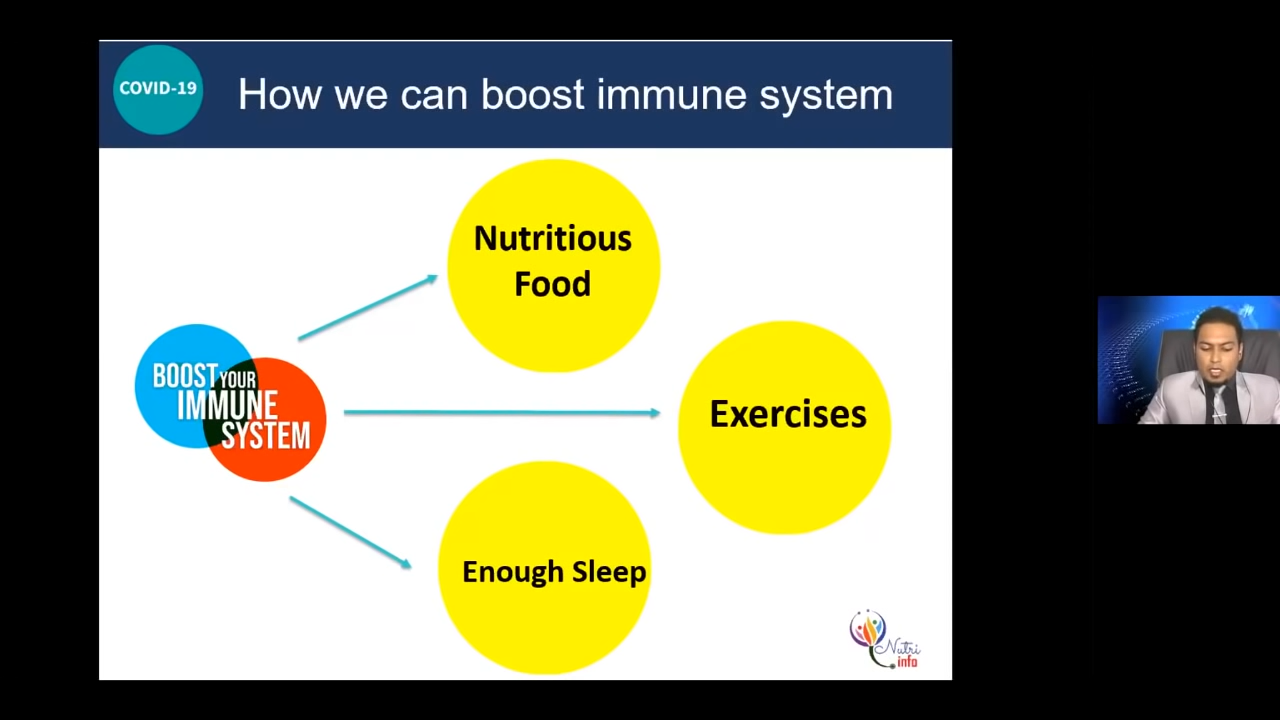 COVID-19
How we can boost immune system
Nutritious
Food
BOOST YOUR
IMMUNE
SYSTEM
Exercises
Enough Sleep
Nutri
info